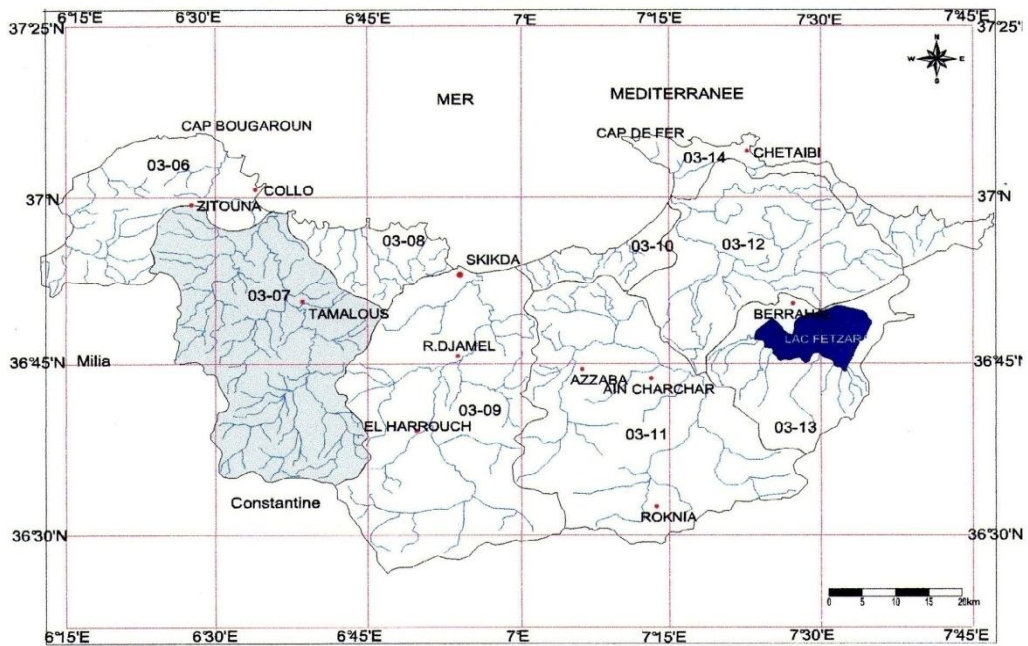 6°15'E 6°30'E 6°45'E 7°E 7°15'E 7°30'E 7°45'E
37°25'N 37°25'N
N
W E
S
MER MEDITERRANEE
CAP BOUGAROUN CAP DE FER
03-06 03-14 CHETAIBI
COLLO
37°N ZITOUNA 37°N
03-08 03-10 03-12
SKIKDA
03-07
TAMALOUS BERRAHAL
LAC FETZARA
R.DJAMEL
Milia
36°45'N 36°45'N
AZZABA AIN CHARCHAR
03-09
EL HARROUCH 03-11 03-13
Constantine
ROKNIA
36°30'N 36°30'N
0 5 10 15 20km
6°15'E 6°30'E 6°45'E 7°E 7°15'E 7°30'E 7°45'E